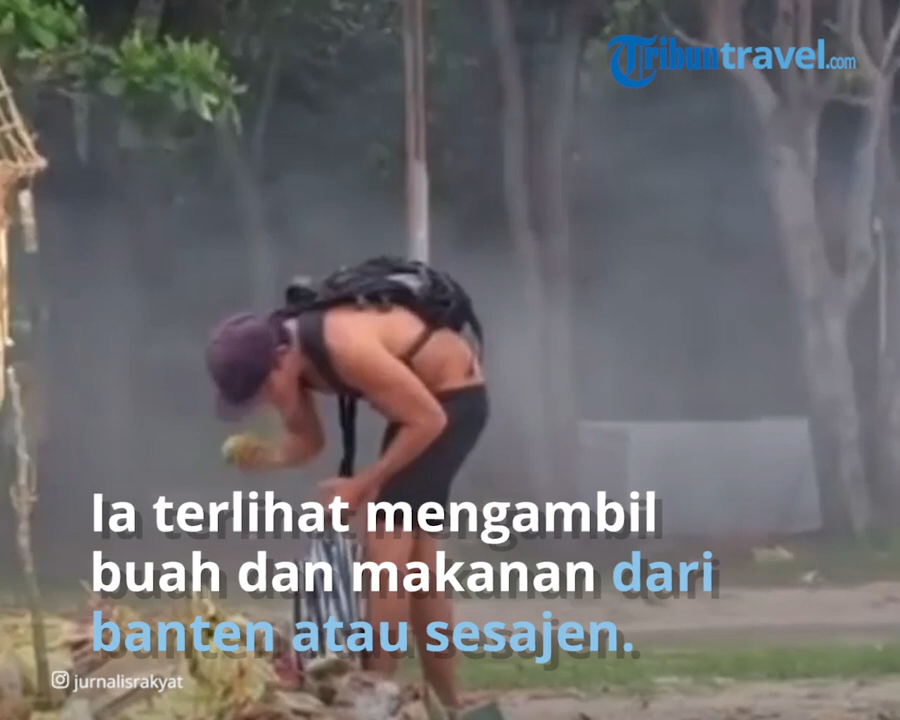 Tribuntravel.com
Ia terlihat mengambil
buah dan makanan dari
banten atau sesajen.
jurnalisrakyat